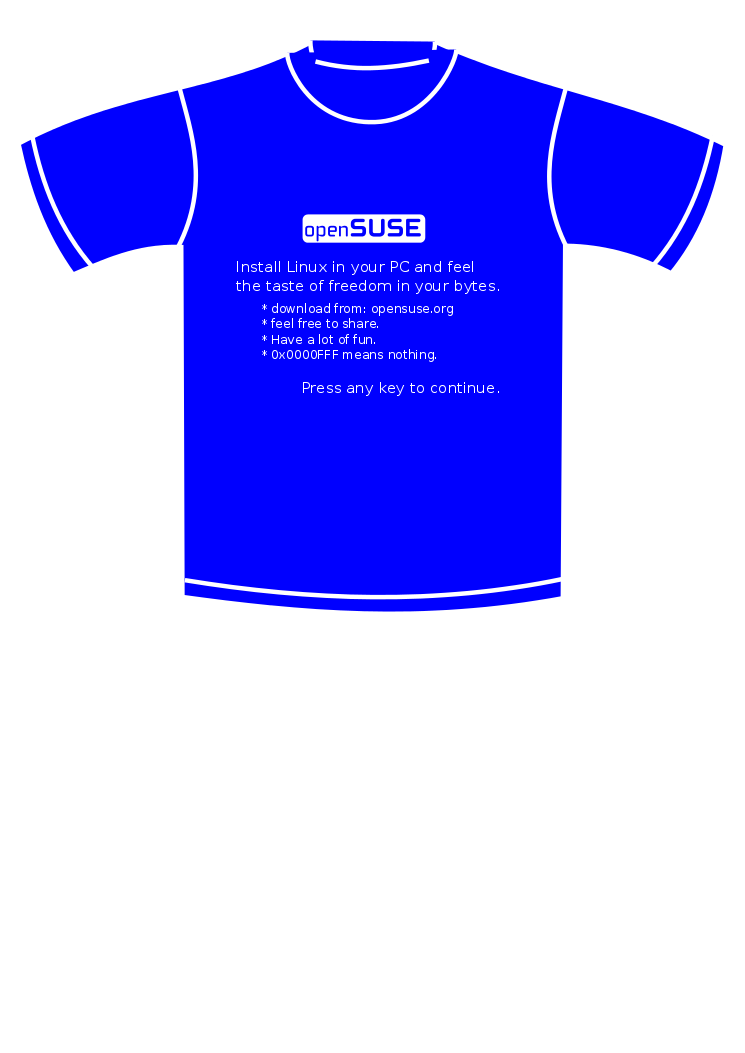 openSUSE
Install Linux in your PC and feel
the taste of freedom in your bytes.
* download from: opensuse.org
* feel free to share.
* Have a lot of fun.
* 0x0000FFF means nothing.
Press any key to continue.